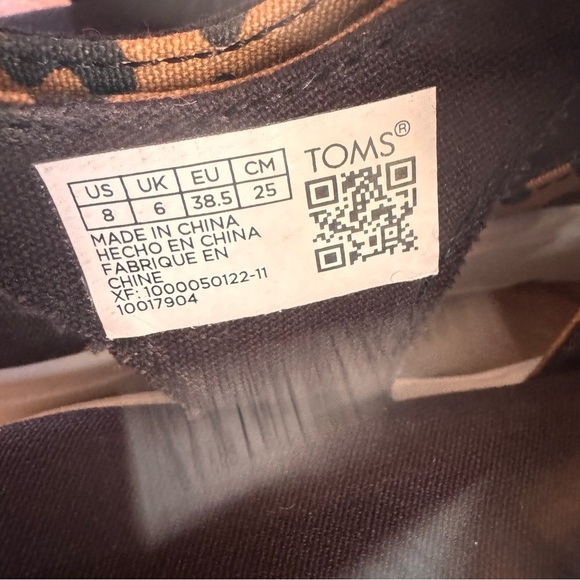 US UK EU CM
8 6 38.5 25
TOMS®
MADE IN CHINA
HECHO EN CHINA
FABRIQUE EN
CHINE
XF: 1000050122-11
10017904